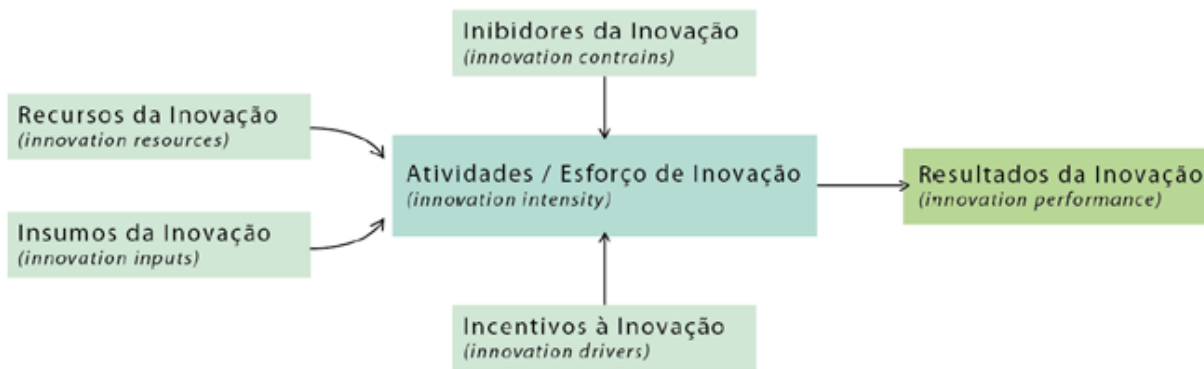 Inibidores da Inovação
(innovation contrains)
Recursos da Inovação
(innovation resources)
Atividades / Esforço de Inovação
(innovation intensity)
Resultados da Inovação
(innovation performance)
Insumos da Inovação
(innovation inputs)
Incentivos à Inovação
(innovation drivers)